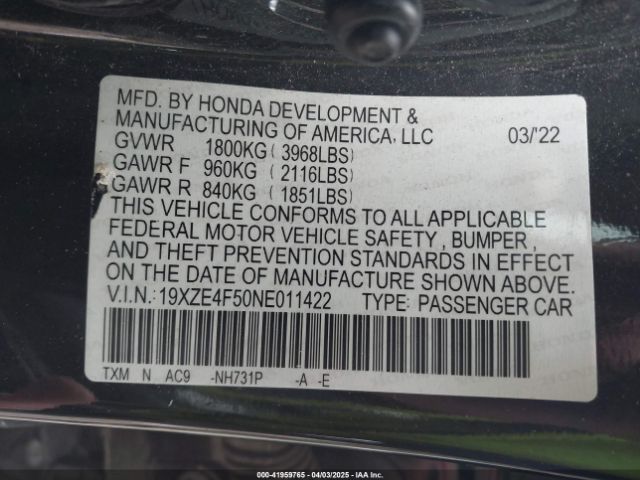 MFD. BY HONDA DEVELOPMENT &
MANUFACTURING OF AMERICA, LLC 03/'22
GVWR 1800KG ( 3968LBS)
GAWR F 960KG ( 2116LBS)
GAWR R 840KG ( 1851LBS)
THIS VEHICLE CONFORMS TO ALL APPLICABLE
FEDERAL MOTOR VEHICLE SAFETY, BUMPER,
AND THEFT PREVENTION STANDARDS IN EFFECT
ON THE DATE OF MANUFACTURE SHOWN ABOVE.
V.I.N.: 19XZE4F50NE011422 TYPE: PASSENGER CAR
TXM N AC9 -NH731P -A -E
00-41959765 - 04/03/2025 - IAA Inc.